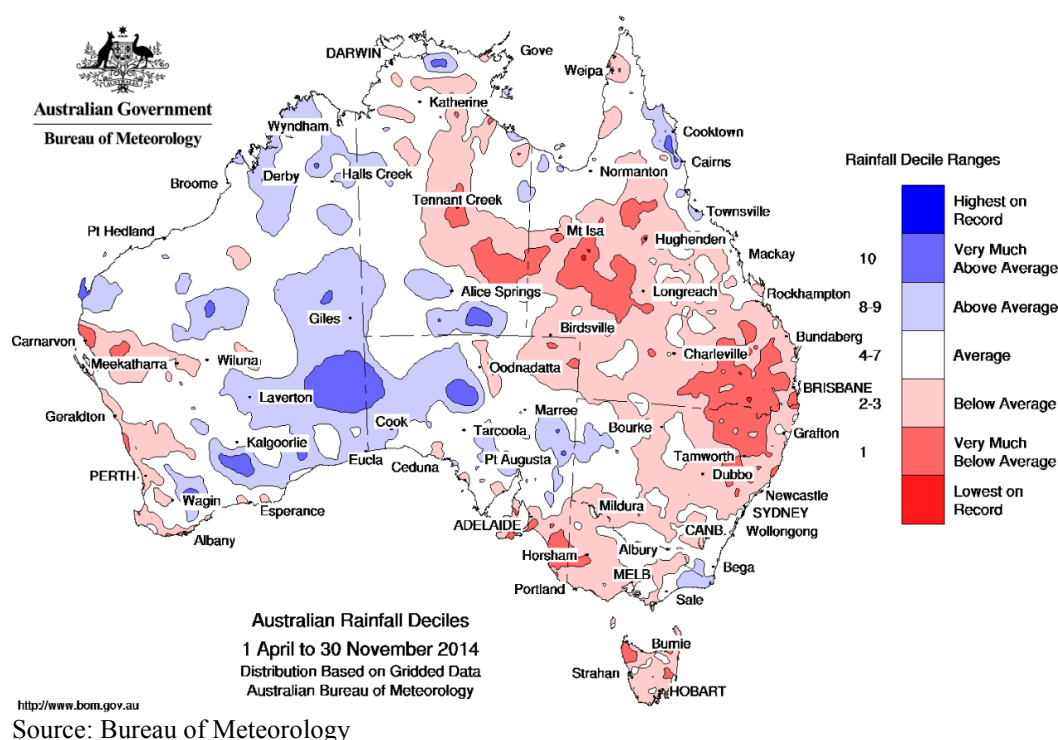 Australian Government
Bureau of Meteorology
DARWIN
Gove
Weipa
Katherine
Wyndham
Cooktown
Cairns
Broome
Derby
Halls Creek
Normanton
Tennant Creek
Townsville
Pt Hedland
Mt Isa
Hughenden
Mackay
Alice Springs
Longreach
Rockhampton
Giles
Birdsville
Carnarvon
Bundaberg
Meekatharra
Wiluna
Oodnadatta
Charleville
BRISBANE
Laverton
Geraldton
Marree
Cook
Tarcoola
Bourke
Grafton
Kalgoorlie
Eucla
Ceduna
Pt Augusta
Tamworth
Dubbo
PERTH
Wagin
Esperance
Newcastle
SYDNEY
Mildura
ADELAIDE
CANB.
Wollongong
Albany
Horsham
Albury
Bega
MELB
Portland
Sale
Burnie
Strahan
HOBART
Rainfall Decile Ranges
Highest on
Record
10
Very Much
Above Average
8-9
Above Average
4-7
Average
2-3
Below Average
1
Very Much
Below Average
Lowest on
Record
Australian Rainfall Deciles
1 April to 30 November 2014
Distribution Based on Gridded Data
Australian Bureau of Meteorology
http://www.bom.gov.au
Source: Bureau of Meteorology